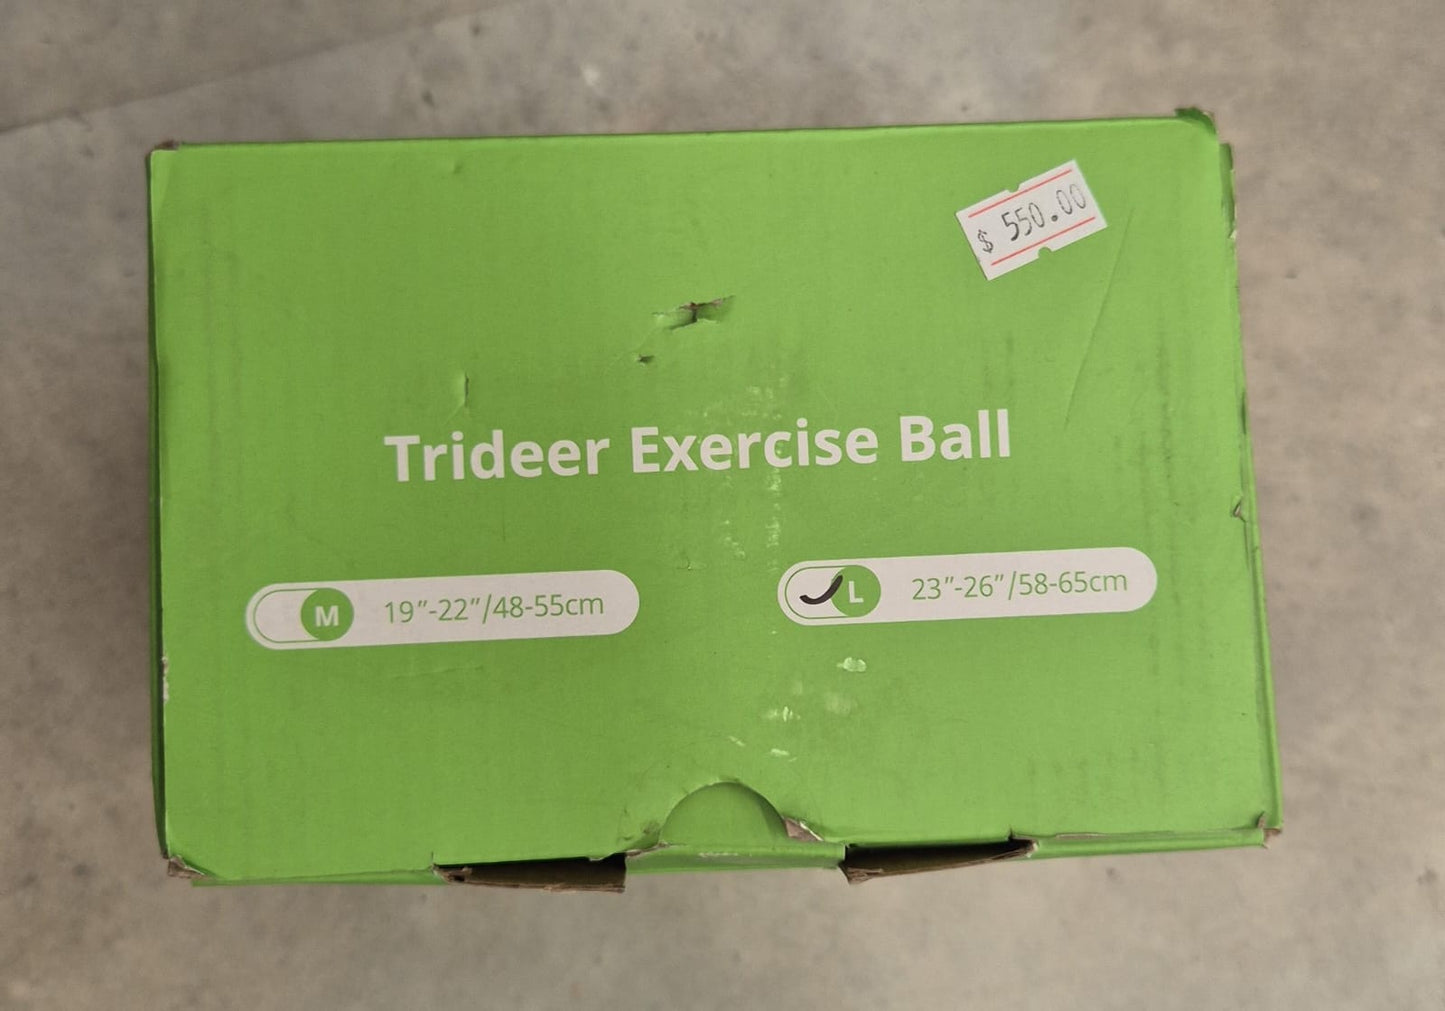 $ 550.00
Trideer Exercise Ball
M 19"-22"/48-55cm
L 23"-26"/58-65cm